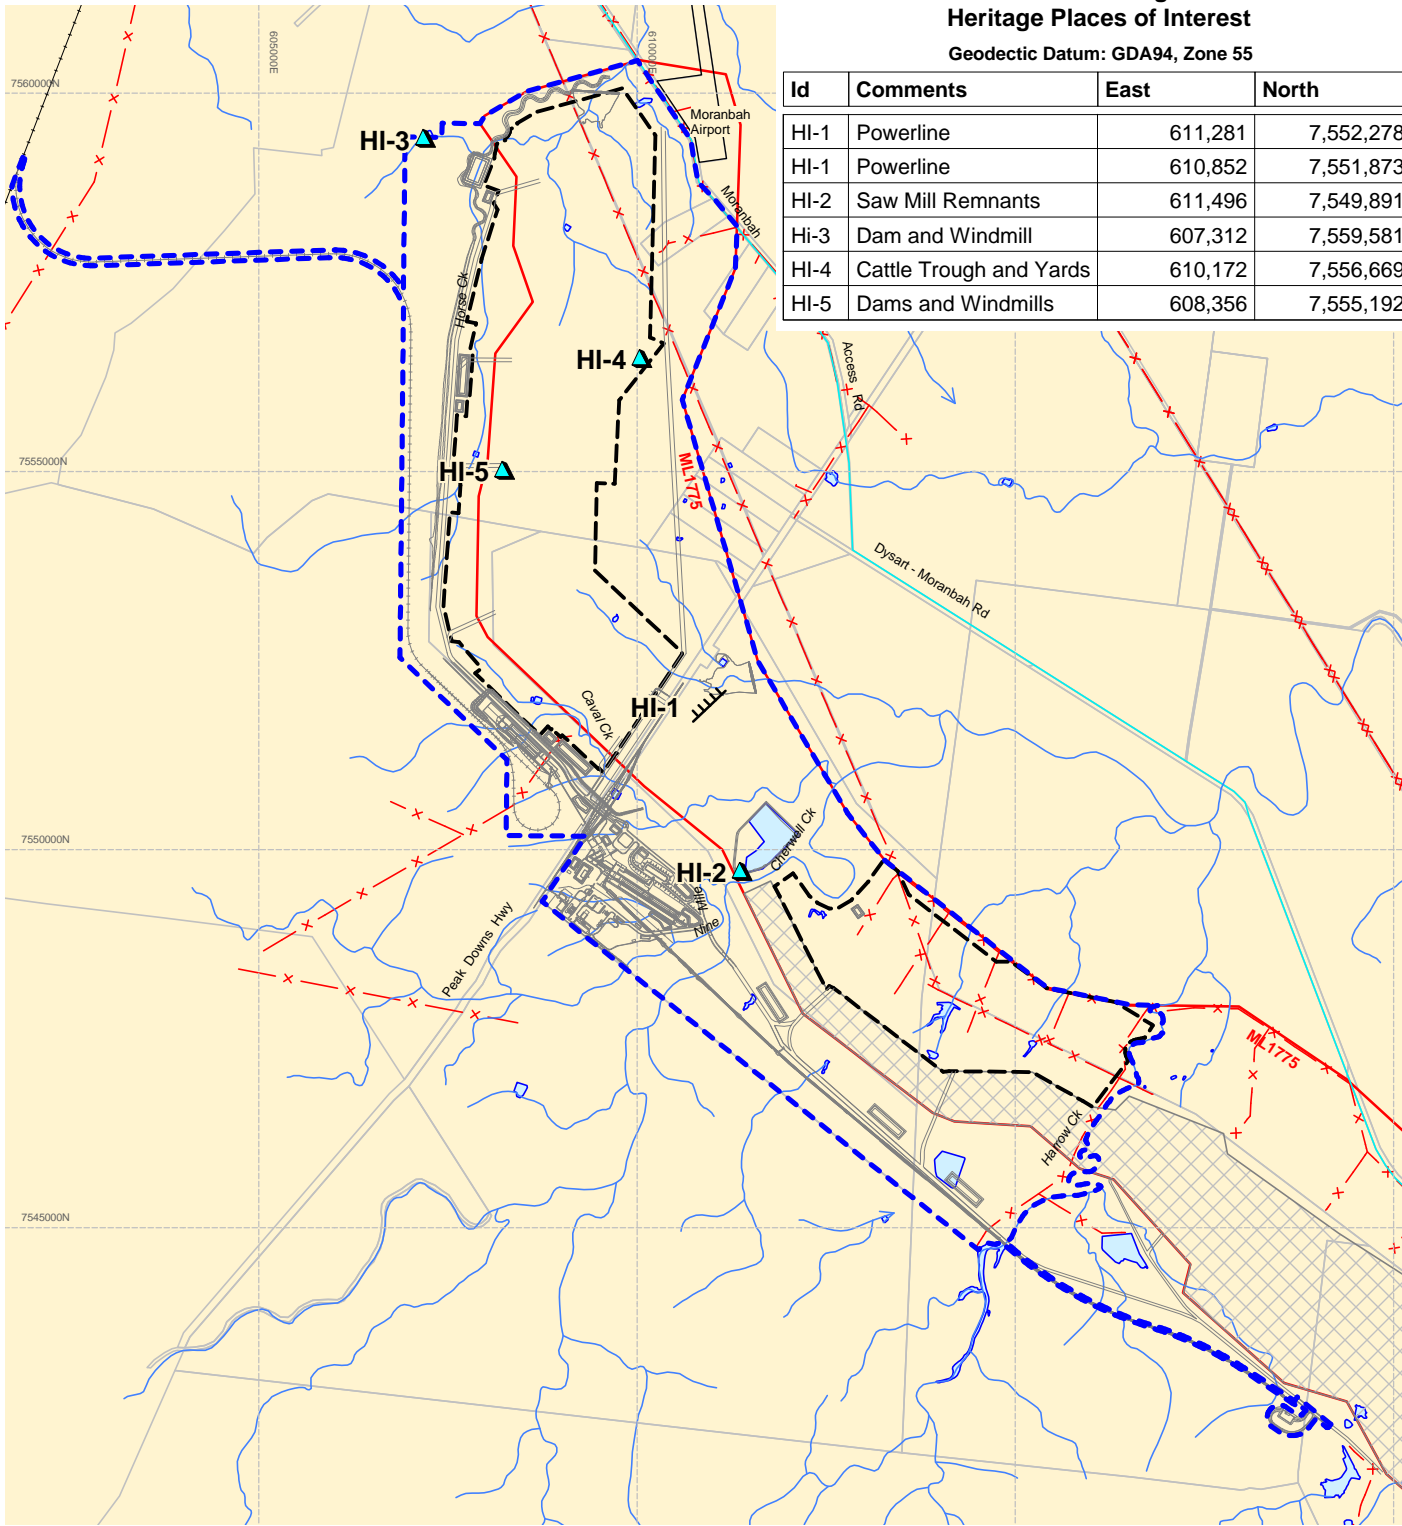 Heritage Places of Interest
Geodectic Datum: GDA94, Zone 55
Id Comments East North
HI-1 Powerline 611,281 7,552,278
HI-1 Powerline 610,852 7,551,873
HI-2 Saw Mill Remnants 611,496 7,549,891
Hi-3 Dam and Windmill 607,312 7,559,581
HI-4 Cattle Trough and Yards 610,172 7,556,669
HI-5 Dams and Windmills 608,356 7,555,192
605000E
610000E
7560000N
Moranbah
Airport
HI-3
Moranbah
Horse Ck
Access Rd
HI-4
7555000N
HI-5
ML1775
Dysart - Moranbah Rd
Caval Ck
HI-1
7550000N
Cherwell Ck
HI-2
Nine
Mile
Peak Downs Hwy
ML1775
Harrow Ck
7545000N